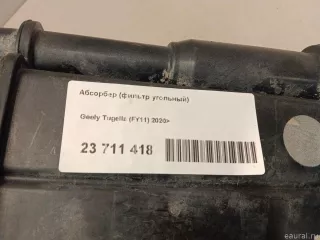 Абсорбер (фильтр угольный)
Geely Tugella (FY11) 2020>
23 711 418
eaural.ru